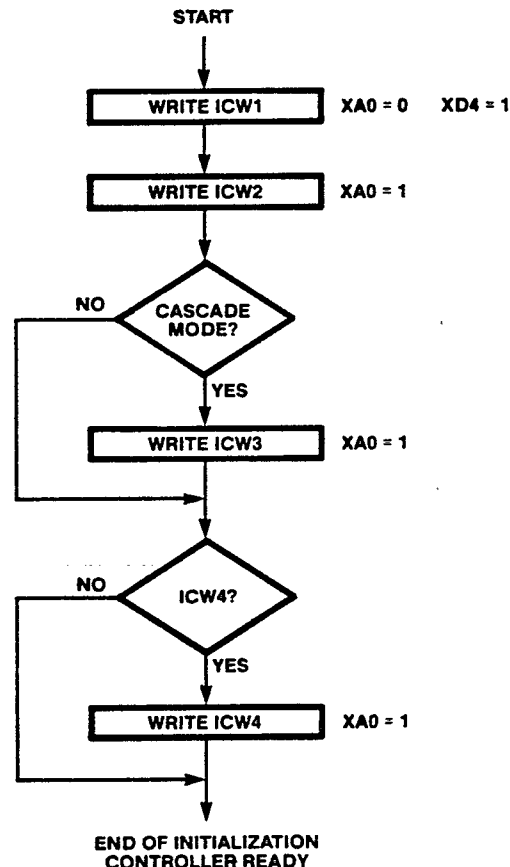 START
WRITE ICW1 XA0 = 0 XD4 = 1
WRITE ICW2 XA0 = 1
NO
CASCADE
MODE?
YES
WRITE ICW3 XA0 = 1
NO
ICW4?
YES
WRITE ICW4 XA0 = 1
END OF INITIALIZATION
CONTROLLER READY